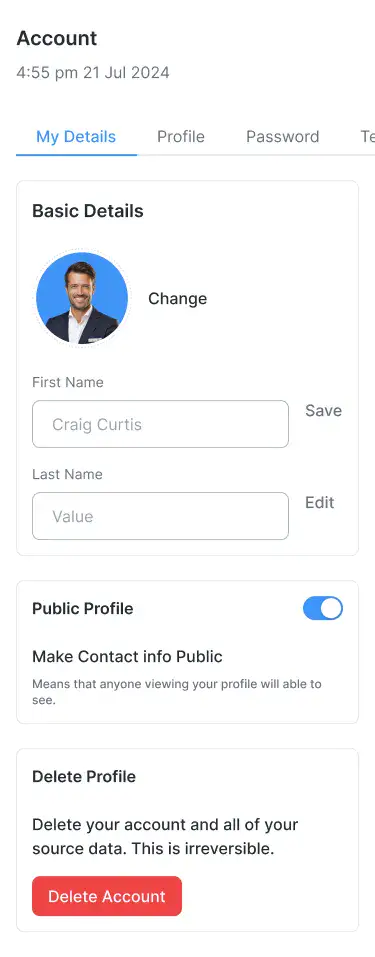 Account
4:55 pm 21 Jul 2024
My Details Profile Password Te
Basic Details
Change
First Name
Craig Curtis Save
Last Name
Value Edit
Public Profile
Make Contact info Public
Means that anyone viewing your profile will able to
see.
Delete Profile
Delete your account and all of your
source data. This is irreversible.
Delete Account